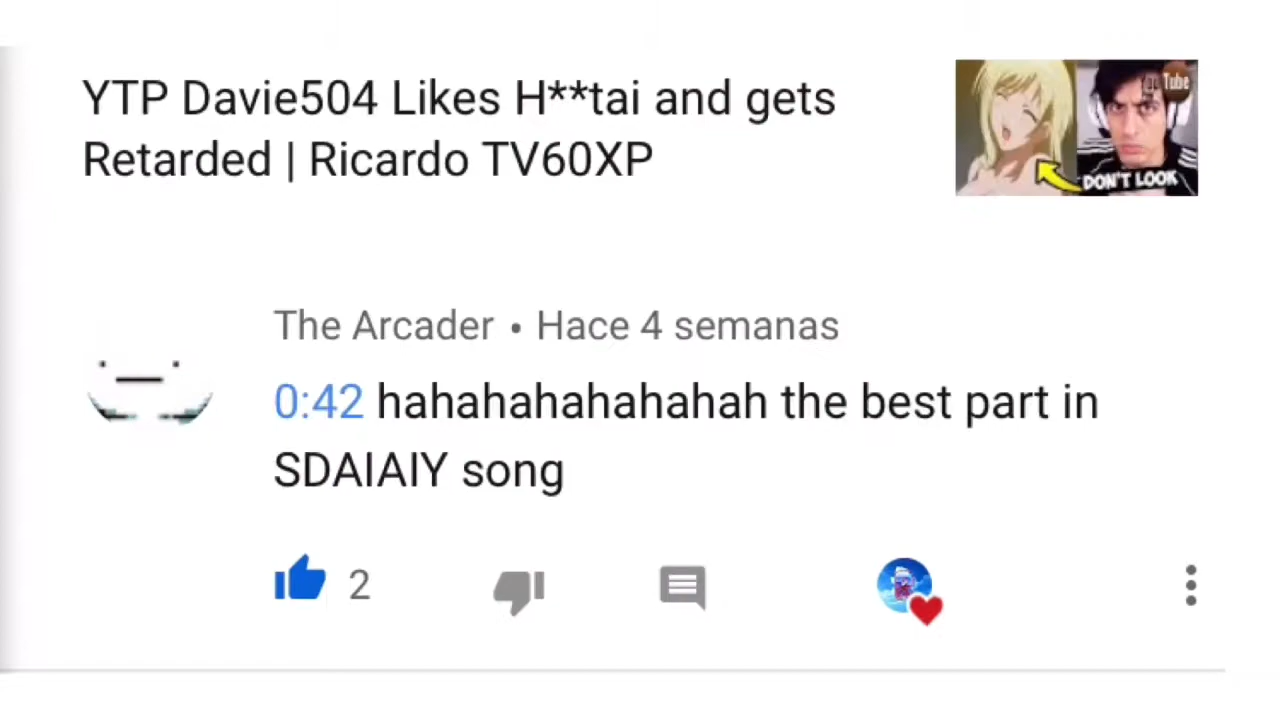 YTP Davie504 Likes H**tai and gets
Retarded | Ricardo TV60XP
Tube
DON'T LOOK
The Arcader • Hace 4 semanas
0:42 hahahahahahahah the best part in
SDAIAIY song
2